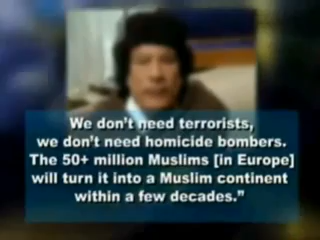 We don't need terrorists,
we don't need homicide bombers.
The 50+ million Muslims [in Europe]
will turn it into a Muslim continent
within a few decades."